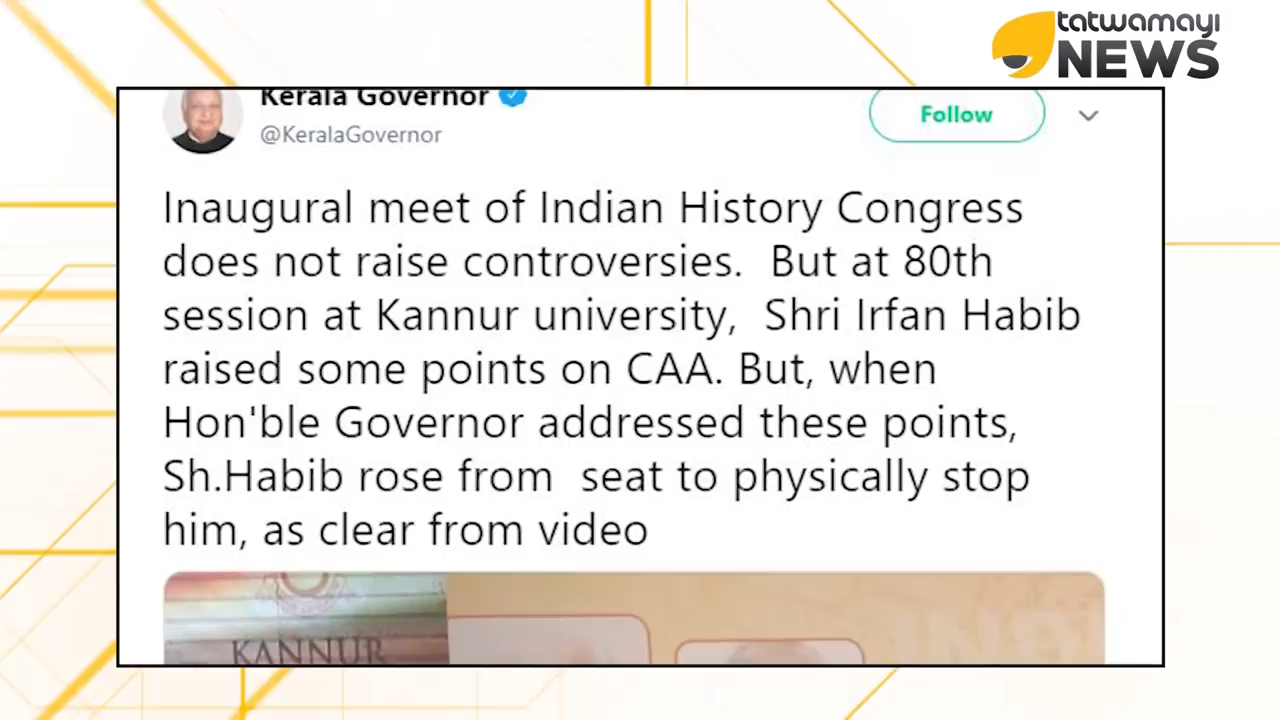 tatwamayi
NEWS
Kerala Governor
@KeralaGovernor
Follow
Inaugural meet of Indian History Congress
does not raise controversies. But at 80th
session at Kannur university, Shri Irfan Habib
raised some points on CAA. But, when
Hon'ble Governor addressed these points,
Sh.Habib rose from seat to physically stop
him, as clear from video
KANNUR